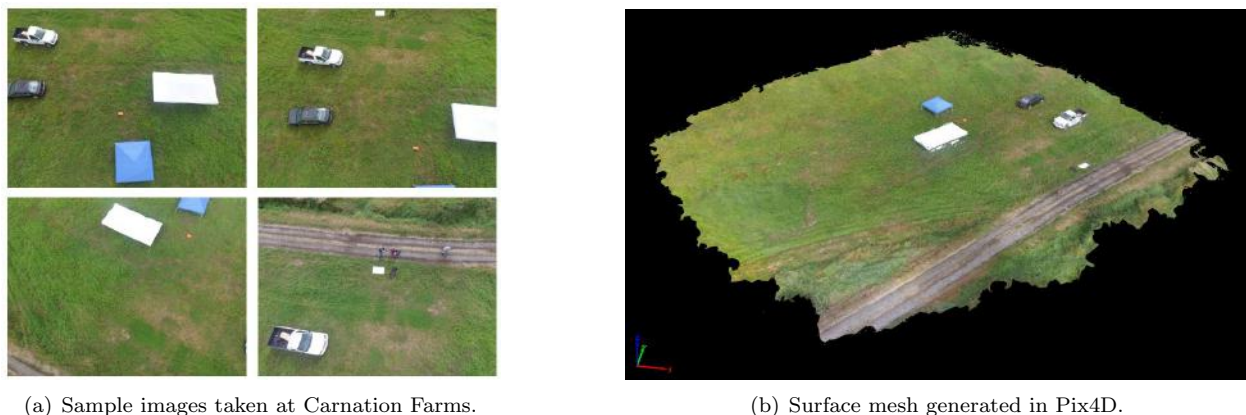 (a) Sample images taken at Carnation Farms.
(b) Surface mesh generated in Pix4D.